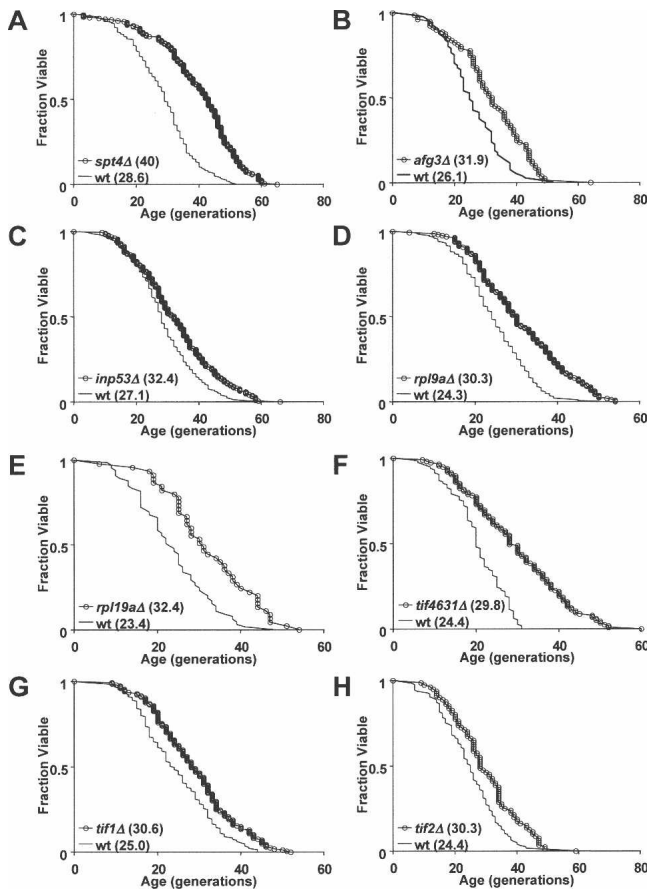 A
Fraction Viable
1
0.5
0
spt4Δ (40)
wt (28.6)
0 20 40 60 80
Age (generations)
B
Fraction Viable
1
0.5
0
afg3Δ (31.9)
wt (26.1)
0 20 40 60 80
Age (generations)
C
Fraction Viable
1
0.5
0
inp53Δ (32.4)
wt (27.1)
0 20 40 60 80
Age (generations)
D
Fraction Viable
1
0.5
0
rpl9aΔ (30.3)
wt (24.3)
0 20 40 60
Age (generations)
E
Fraction Viable
1
0.5
0
rpl19aΔ (32.4)
wt (23.4)
0 20 40 60
Age (generations)
F
Fraction Viable
1
0.5
0
tif4631Δ (29.8)
wt (24.4)
0 20 40 60
Age (generations)
G
Fraction Viable
1
0.5
0
tif1Δ (30.6)
wt (25.0)
0 20 40 60
Age (generations)
H
Fraction Viable
1
0.5
0
tif2Δ (30.3)
wt (24.4)
0 20 40 60 80
Age (generations)